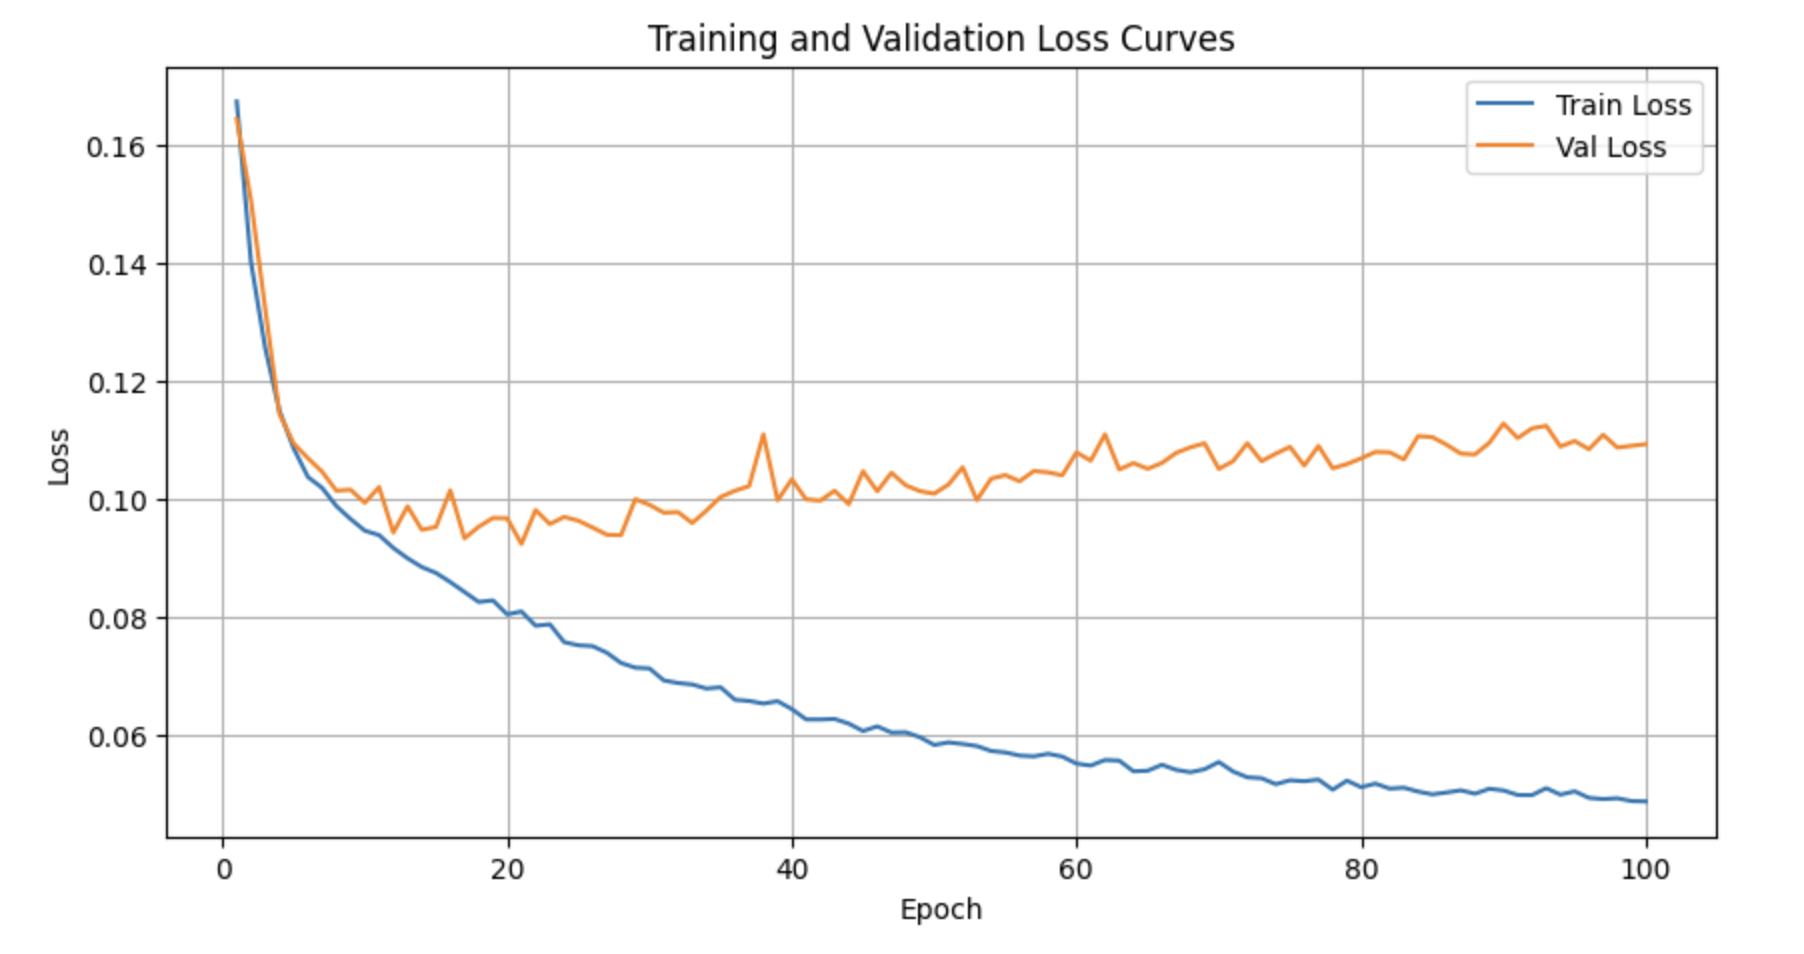 Training and Validation Loss Curves
Train Loss
Val Loss
0.16
0.14
0.12
0.10
0.08
0.06
Loss
0 20 40 60 80 100
Epoch